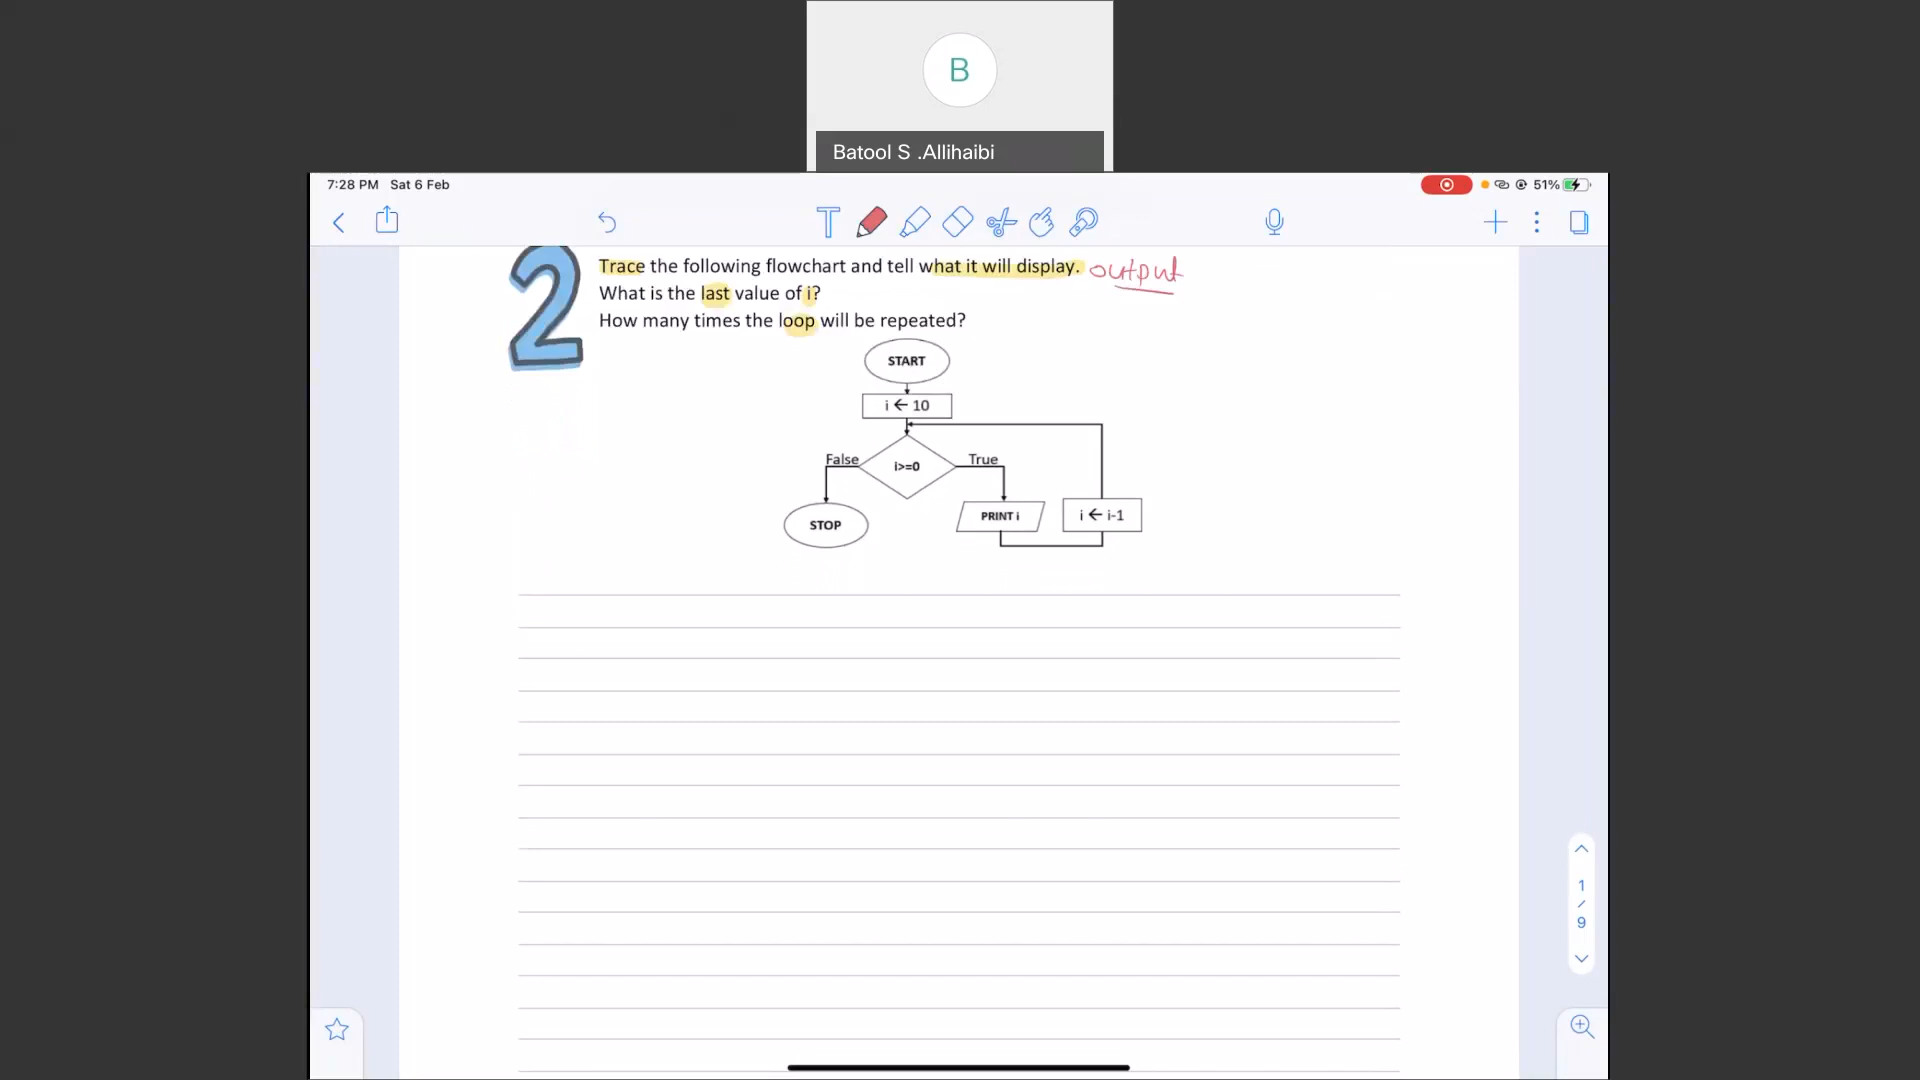 B
Batool S .Allihaibi
7:28 PM Sat 6 Feb
51%
T
2
Trace the following flowchart and tell what it will display. output
What is the last value of i?
How many times the loop will be repeated?
START
i ← 10
False
i>=0
True
STOP
PRINT i
i ← i-1
1
/
9